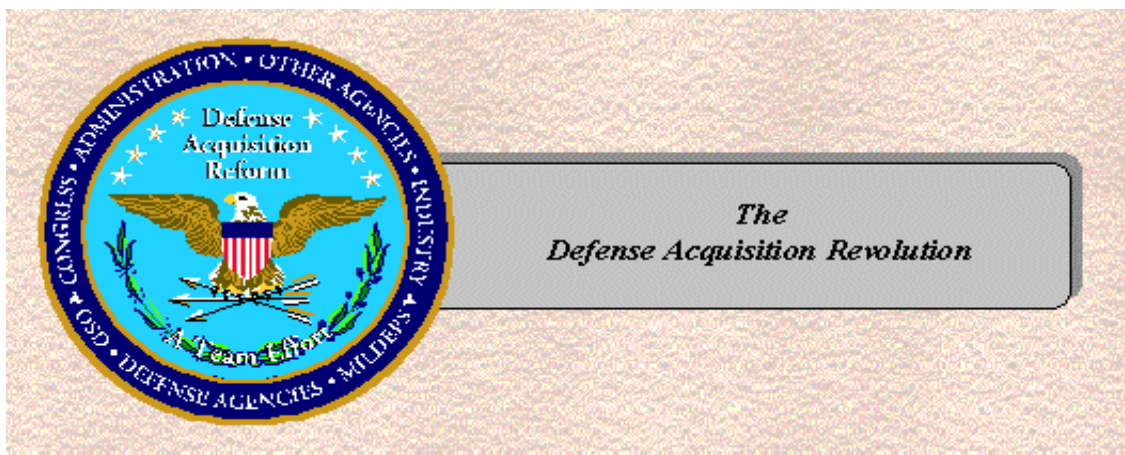 CONGRESS • ADMINISTRATION • OTHER AGENCIES • INDUSTRY
OSD • DEFENSE AGENCIES • MILDEPS
Defense
Acquisition
Reform
A Team Effort
The
Defense Acquisition Revolution